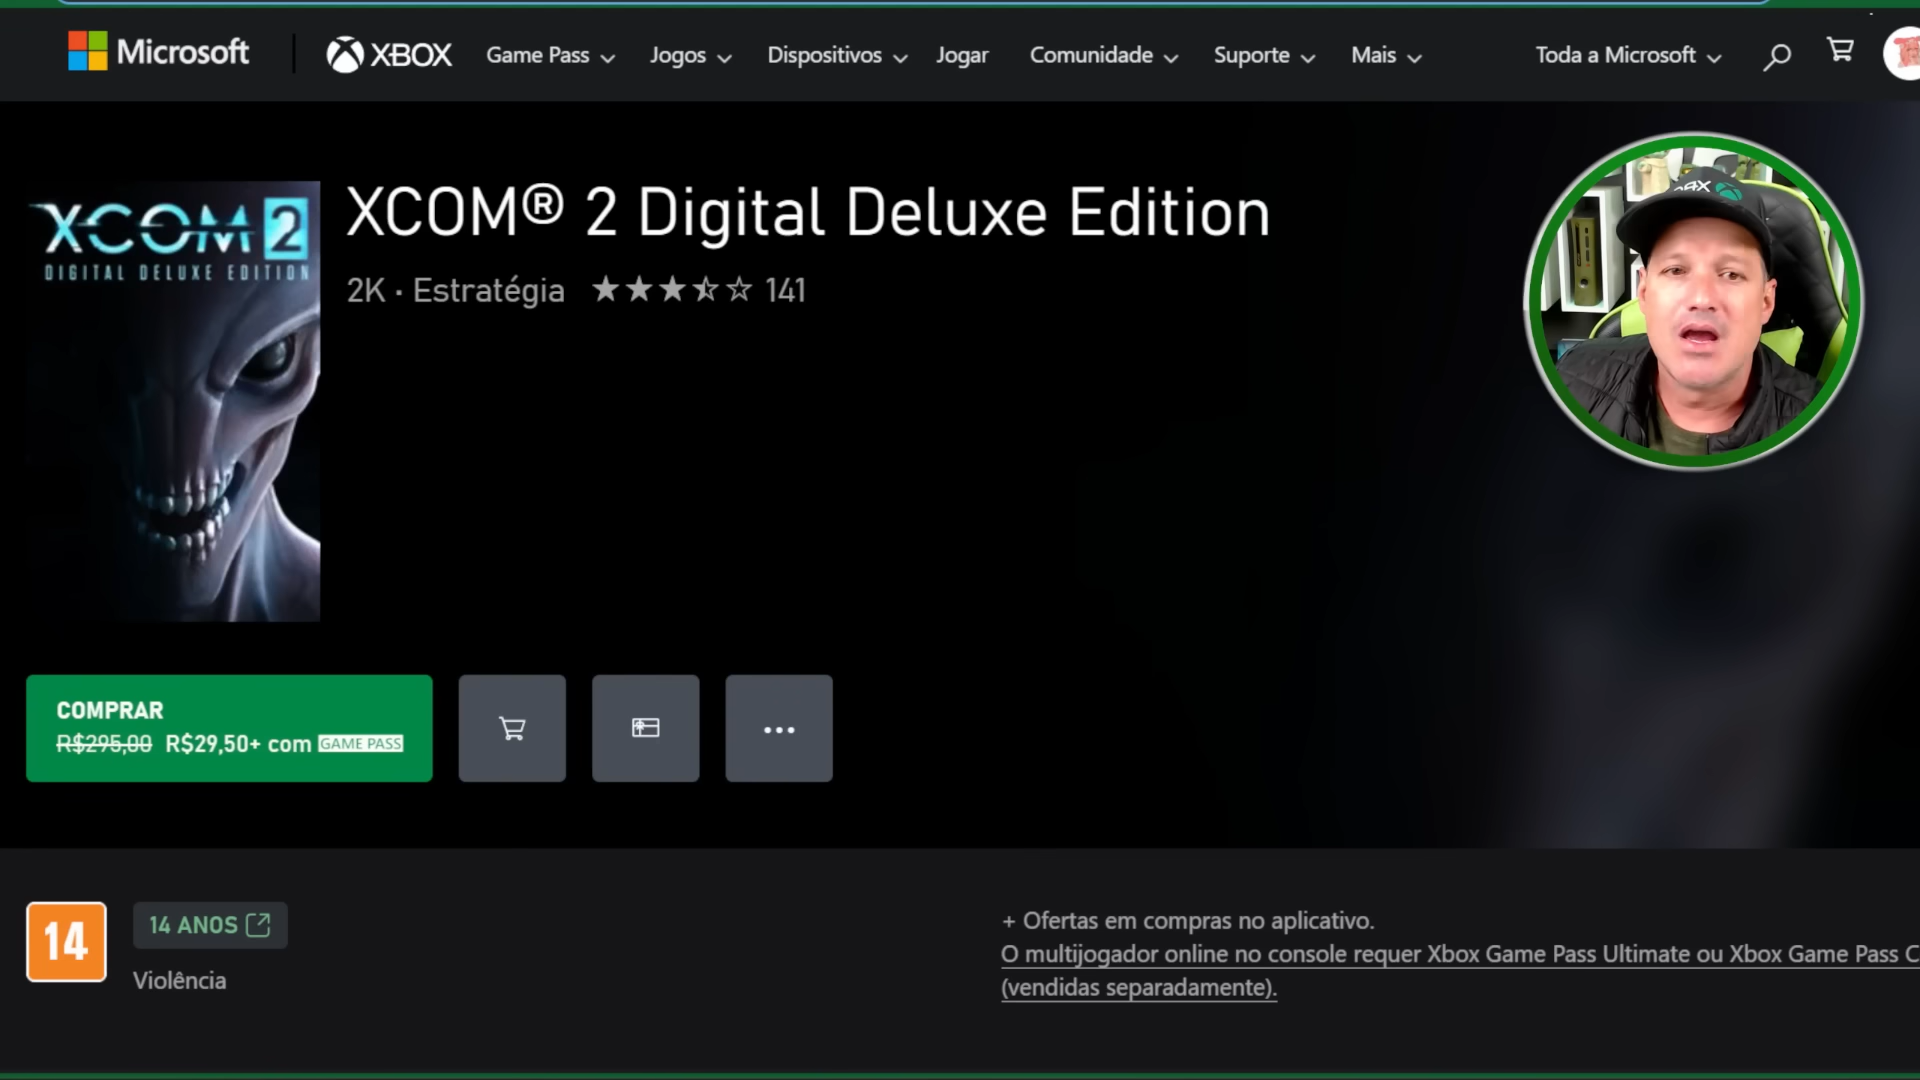 Microsoft
XBOX
Game Pass
Jogos
Dispositivos
Jogar
Comunidade
Suporte
Mais
Toda a Microsoft
XCOM 2
DIGITAL DELUXE EDITION
XCOM® 2 Digital Deluxe Edition
2K · Estratégia 141
COMPRAR
R$295,00 R$29,50+ com GAME PASS
14
14 ANOS
Violência
+ Ofertas em compras no aplicativo.
O multijogador online no console requer Xbox Game Pass Ultimate ou Xbox Game Pass C
(vendidas separadamente).